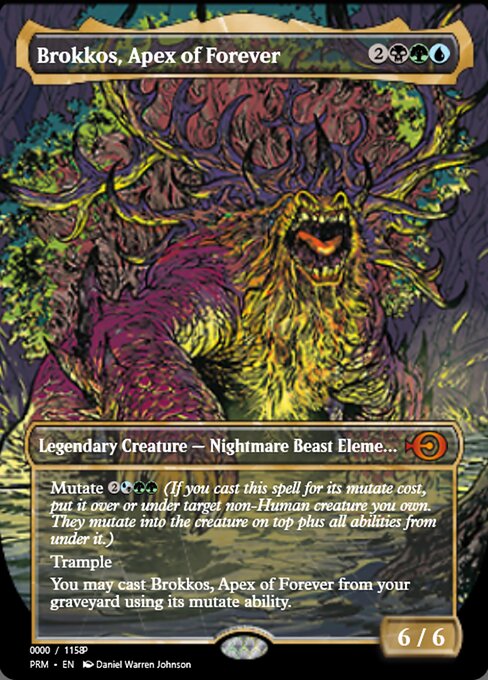 Brokkos, Apex of Forever 2
Legendary Creature — Nightmare Beast Eleme...
Mutate 2 (If you cast this spell for its mutate cost,
put it over or under target non-Human creature you own.
They mutate into the creature on top plus all abilities from
under it.)
Trample
You may cast Brokkos, Apex of Forever from your
graveyard using its mutate ability.
6/6
0000 / 1158P
PRM • EN Daniel Warren Johnson